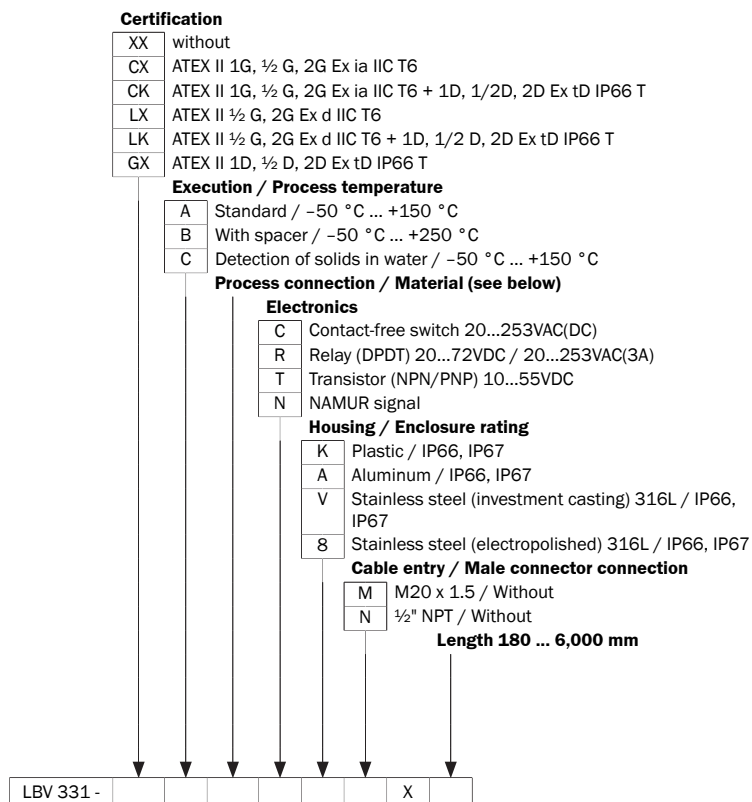 Certification
XX without
CX ATEX II 1G, ½ G, 2G Ex ia IIC T6
CK ATEX II 1G, ½ G, 2G Ex ia IIC T6 + 1D, 1/2D, 2D Ex tD IP66 T
LX ATEX II ½ G, 2G Ex d IIC T6
LK ATEX II ½ G, 2G Ex d IIC T6 + 1D, 1/2 D, 2D Ex tD IP66 T
GX ATEX II 1D, ½ D, 2D Ex tD IP66 T
Execution / Process temperature
A Standard / –50 °C ... +150 °C
B With spacer / –50 °C ... +250 °C
C Detection of solids in water / –50 °C ... +150 °C
Process connection / Material (see below)
Electronics
C Contact-free switch 20...253VAC(DC)
R Relay (DPDT) 20...72VDC / 20...253VAC(3A)
T Transistor (NPN/PNP) 10...55VDC
N NAMUR signal
Housing / Enclosure rating
K Plastic / IP66, IP67
A Aluminum / IP66, IP67
V Stainless steel (investment casting) 316L / IP66,
IP67
8 Stainless steel (electropolished) 316L / IP66, IP67
Cable entry / Male connector connection
M M20 x 1.5 / Without
N ½" NPT / Without
Length 180 ... 6,000 mm
LBV 331 - X